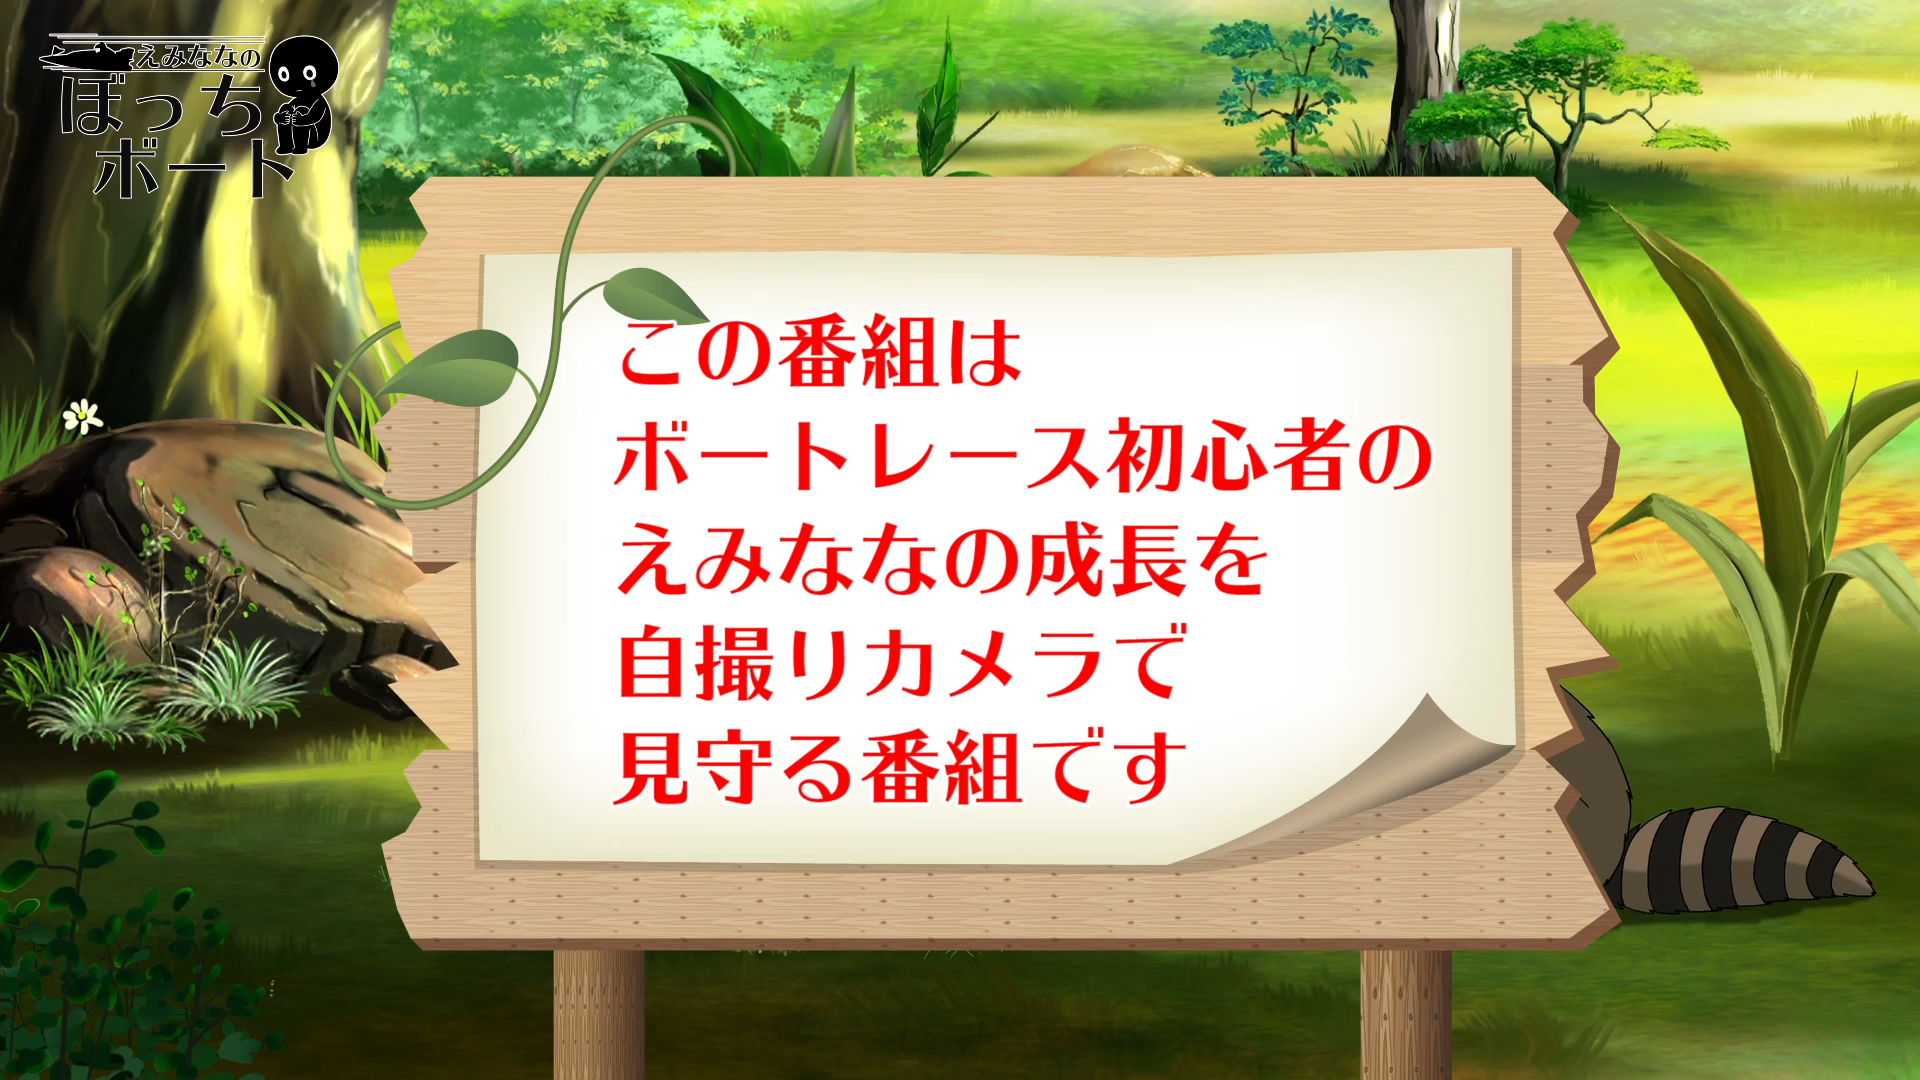 えみななの
ぼっち
ボート
この番組は
ボートレース初心者の
えみななの成長を
自撮りカメラで
見守る番組です